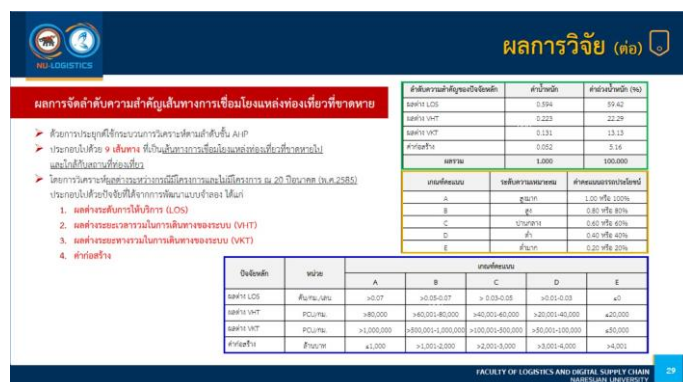 NU-LOGISTICS
ผลการวิจัย (ต่อ)
ผลการจัดลำดับความสำคัญเส้นทางการเชื่อมโยงแหล่งท่องเที่ยวที่ขาดหาย
ด้วยการประยุกต์ใช้กระบวนการวิเคราะห์ตามลำดับชั้น AHP
ประกอบไปด้วย 9 เส้นทาง ที่เป็นเส้นทางการเชื่อมโยงแหล่งท่องเที่ยวที่ขาดหายไป
และใกล้กับสถานที่ท่องเที่ยว
โดยการวิเคราะห์ผลต่างระหว่างกรณีมีโครงการและไม่มีโครงการ ณ 20 ปีอนาคต (พ.ศ.2585)
ประกอบไปด้วยปัจจัยที่ได้จากการพัฒนาแบบจำลอง ได้แก่
1. ผลต่างระดับการให้บริการ (LOS)
2. ผลต่างระยะเวลารวมในการเดินทางของระบบ (VHT)
3. ผลต่างระยะทางรวมในการเดินทางของระบบ (VKT)
4. ค่าก่อสร้าง
ลำดับความสำคัญของปัจจัยหลัก ค่าน้ำหนัก ค่าถ่วงน้ำหนัก (%)
ผลต่าง LOS 0.594 59.42
ผลต่าง VHT 0.223 22.29
ผลต่าง VKT 0.131 13.13
ค่าก่อสร้าง 0.052 5.16
ผลรวม 1.000 100.000
เกณฑ์คะแนน ระดับความเหมาะสม ค่าคะแนนอรรถประโยชน์
A สูงมาก 1.00 หรือ 100%
B สูง 0.80 หรือ 80%
C ปานกลาง 0.60 หรือ 60%
D ต่ำ 0.40 หรือ 40%
E ต่ำมาก 0.20 หรือ 20%
ปัจจัยหลัก หน่วย เกณฑ์คะแนน
A B C D E
ผลต่าง LOS คัน/กม./เลน >0.07 >0.05-0.07 > 0.03-0.05 >0.01-0.03 ≤0
ผลต่าง VHT PCU/ชม. >80,000 >60,001-80,000 >40,001-60,000 >20,001-40,000 ≤20,000
ผลต่าง VKT PCU/กม. >1,000,000 >500,001-1,000,000 >100,001-500,000 >50,001-100,000 ≤50,000
ค่าก่อสร้าง ล้านบาท ≤1,000 >1,001-2,000 >2,001-3,000 >3,001-4,000 >4,001
FACULTY OF LOGISTICS AND DIGITAL SUPPLY CHAIN
NARESUAN UNIVERSITY
29